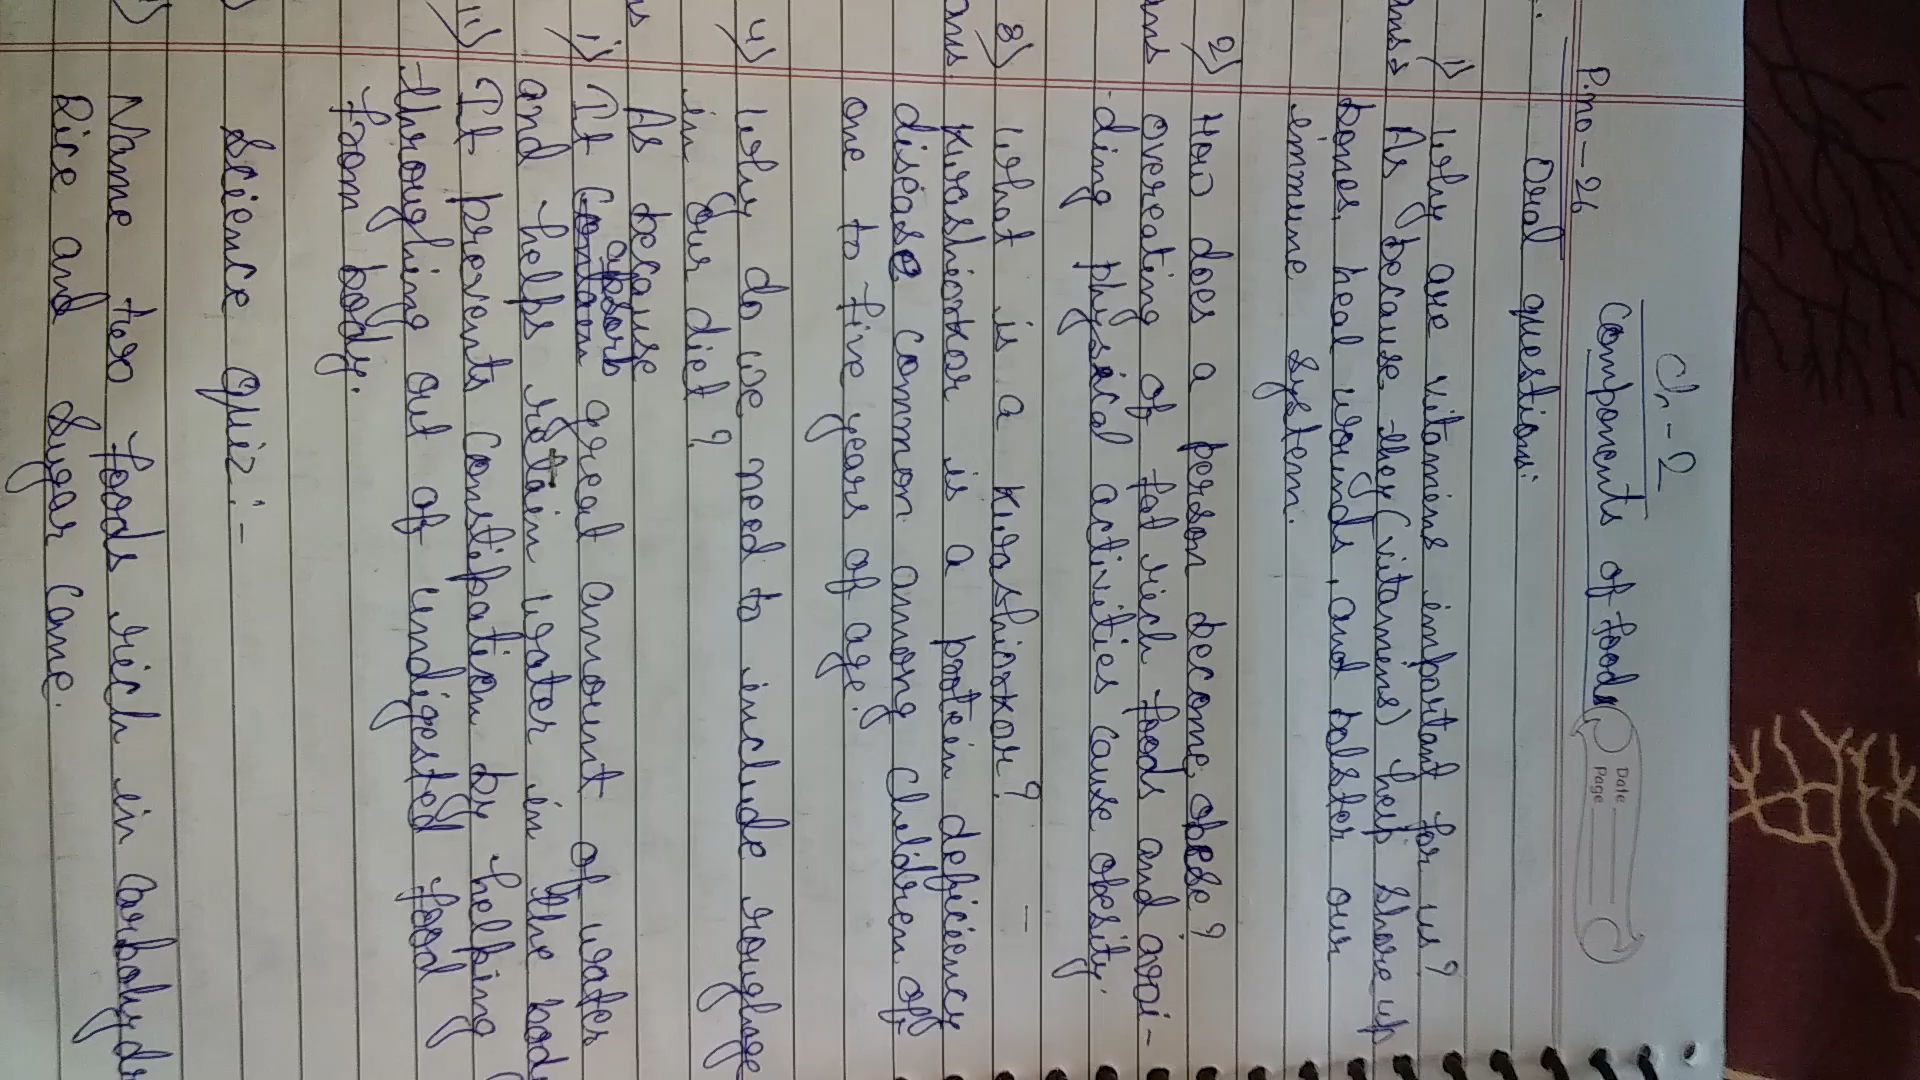 Ch - 2
P.no - 26 Components of foods
Date
Page
Oral questions:
1) Why are vitamins important for us?
Ans As because they (vitamins) help shore up
bones, heal wounds, and bolster our
immune system.
2) How does a person become obese?
Ans Overeating of fat rich foods and avoi-
ding physical activities cause obesity.
3) What is a Kwashiorkor?
Ans Kwashiorkor is a protein deficiency
disease common among children of
one to five years of age.
4) Why do we need to include roughage
in our diet?
As because
i) It absorb great amount of water
and helps retain water in the body
ii) It prevents constipation by helping
throughing out of undigested food
from body.
Science quiz:-
Name two foods rich in carbohyd
Rice and Sugar cane.